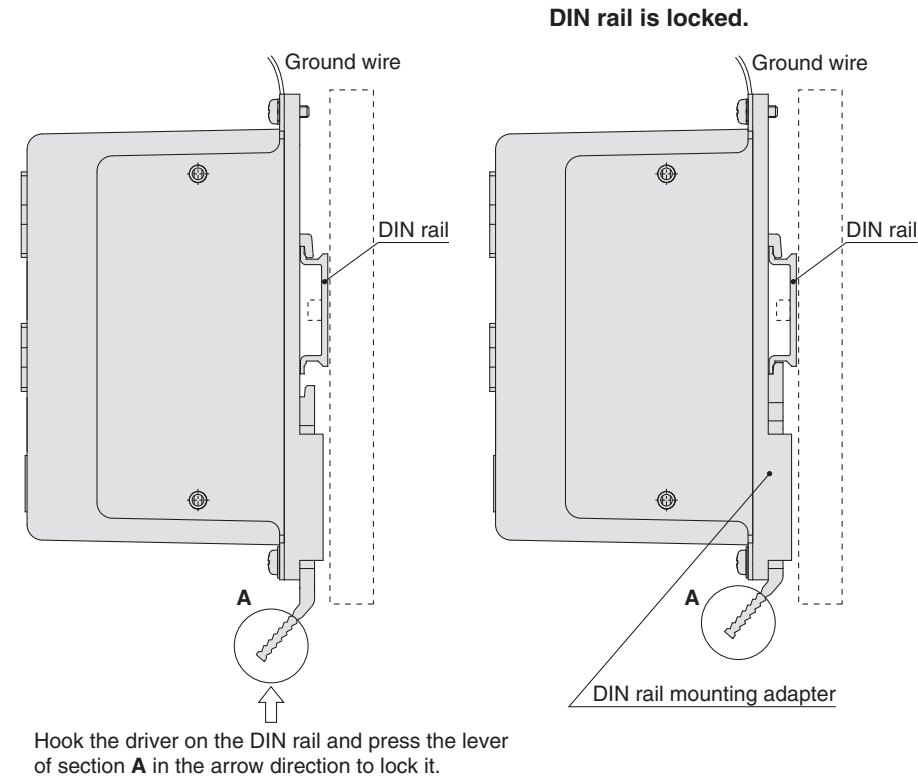 DIN rail is locked.
Ground wire
Ground wire
DIN rail
DIN rail
A
A
DIN rail mounting adapter
Hook the driver on the DIN rail and press the lever
of section A in the arrow direction to lock it.